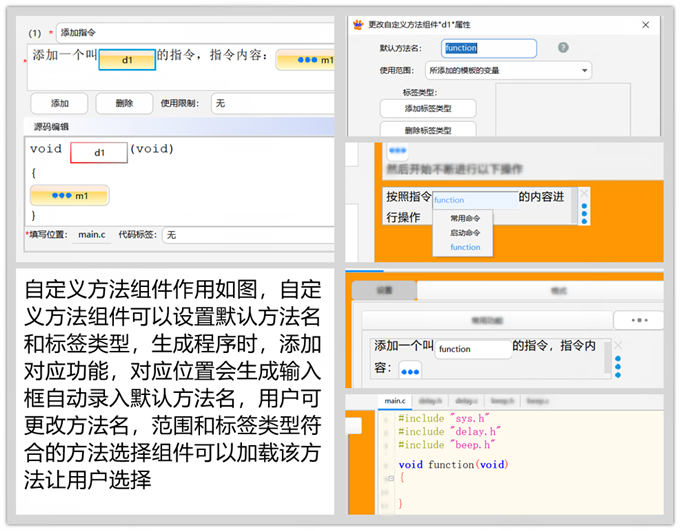 (1) * 添加指令
* 添加一个叫 d1 的指令，指令内容： m1
添加 删除 使用限制： 无
源码编辑
void d1 (void)
{
m1
}
*填写位置： main.c 代码标签： 无
更改自定义方法组件"d1"属性
默认方法名： function
使用范围： 所添加的模板的变量
标签类型：
添加标签类型
删除标签类型
然后开始不断进行以下操作
按照指令 function 的内容进
行操作
常用命令
启动命令
function
自定义方法组件作用如图，自定
义方法组件可以设置默认方法名
和标签类型，生成程序时，添加
对应功能，对应位置会生成输入
框自动录入默认方法名，用户可
更改方法名，范围和标签类型符
合的方法选择组件可以加载该方
法让用户选择
设置 格式
常用功能
添加一个叫 function 的指令，指令内
容：
main.c delay.h delay.c beep.h beep.c
#include "sys.h"
#include "delay.h"
#include "beep.h"
void function(void)
{
}